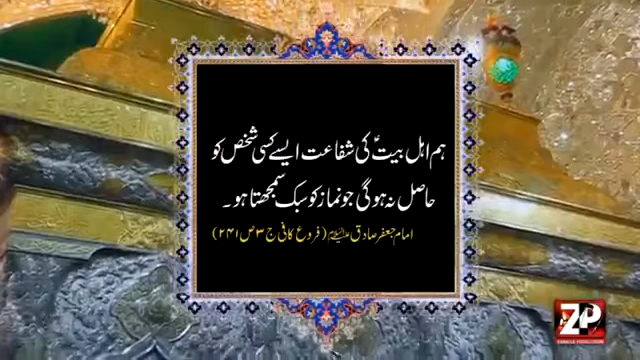 ہم اہل بیتؑ کی شفاعت ایسے کسی شخص کو
حاصل نہ ہوگی جو نماز کو سبک سمجھتا ہو۔
امام جعفر صادق علیہ السلام (فروع کافی ج ۳ ص ۲۴۱)
ZP